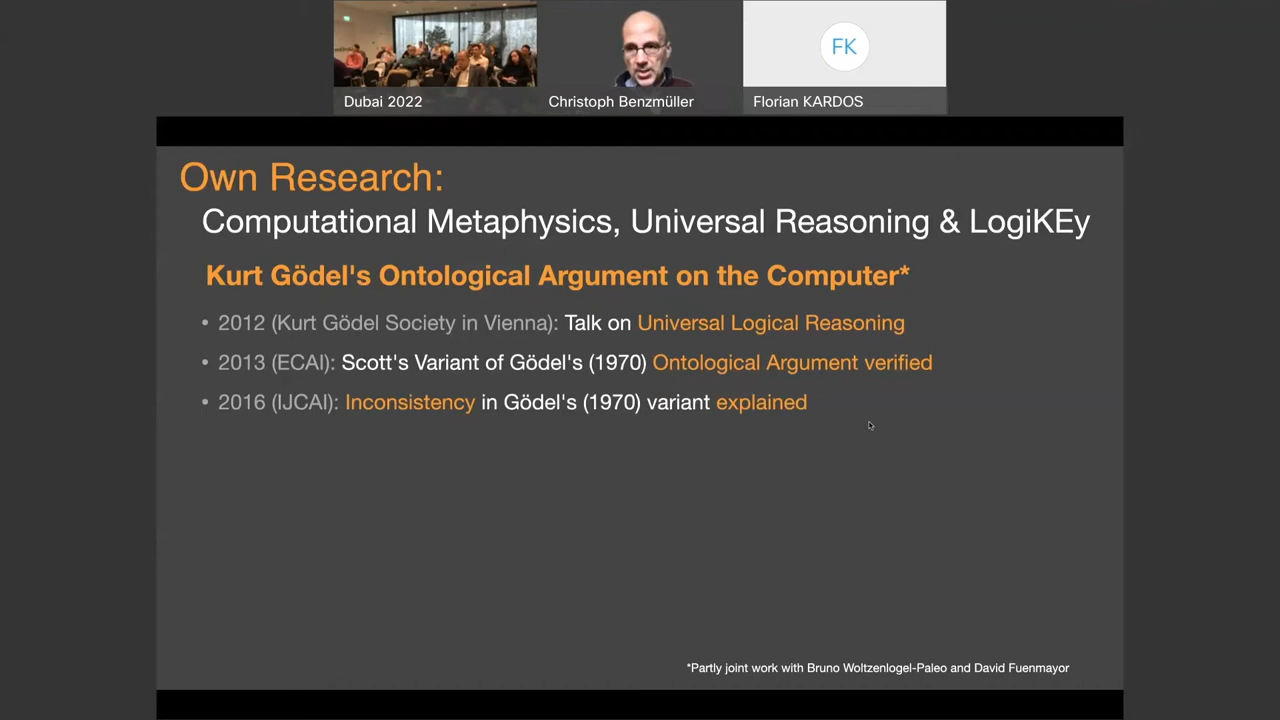 FK
Dubai 2022
Christoph Benzmüller
Florian KARDOS
Own Research:
Computational Metaphysics, Universal Reasoning & LogiKEy
Kurt Gödel's Ontological Argument on the Computer*
• 2012 (Kurt Gödel Society in Vienna): Talk on Universal Logical Reasoning
• 2013 (ECAI): Scott's Variant of Gödel's (1970) Ontological Argument verified
• 2016 (IJCAI): Inconsistency in Gödel's (1970) variant explained
*Partly joint work with Bruno Woltzenlogel-Paleo and David Fuenmayor